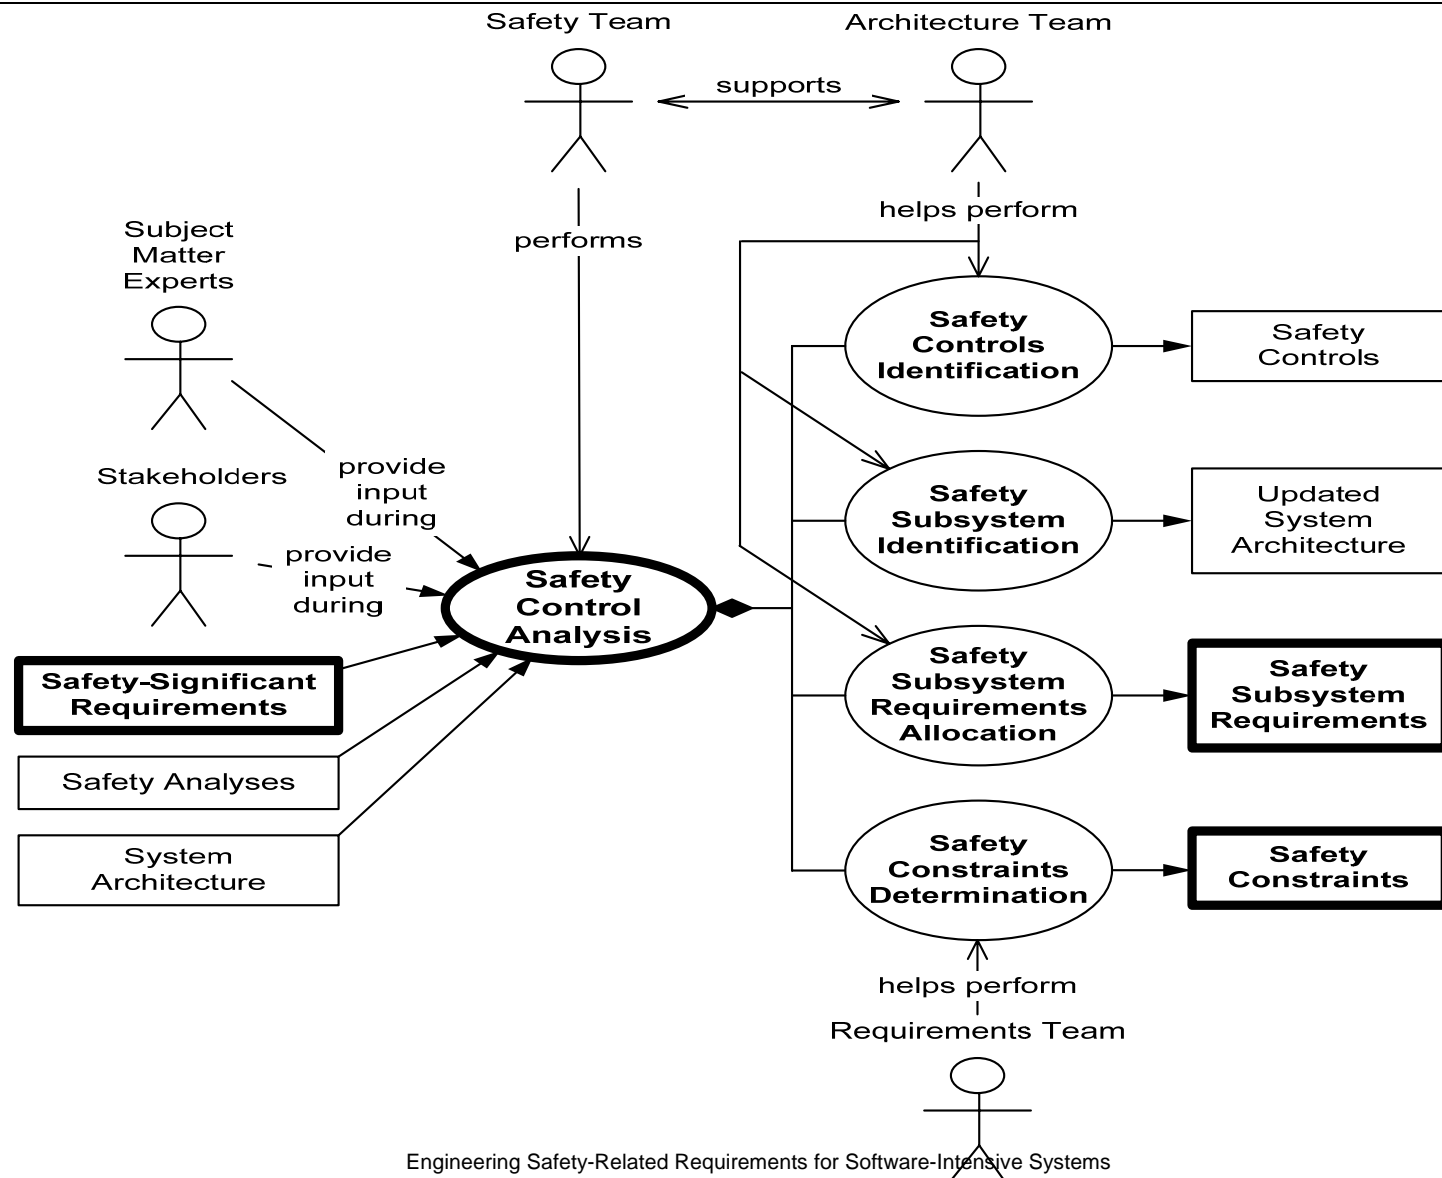 Safety Team
Architecture Team
supports
helps perform
performs
Subject
Matter
Experts
Safety
Controls
Identification
Safety
Controls
Stakeholders
provide
input
during
provide
input
during
Safety
Subsystem
Identification
Updated
System
Architecture
Safety
Control
Analysis
Safety-Significant
Requirements
Safety Analyses
System
Architecture
Safety
Subsystem
Requirements
Allocation
Safety
Subsystem
Requirements
Safety
Constraints
Determination
Safety
Constraints
helps perform
Requirements Team
Engineering Safety-Related Requirements for Software-Intensive Systems